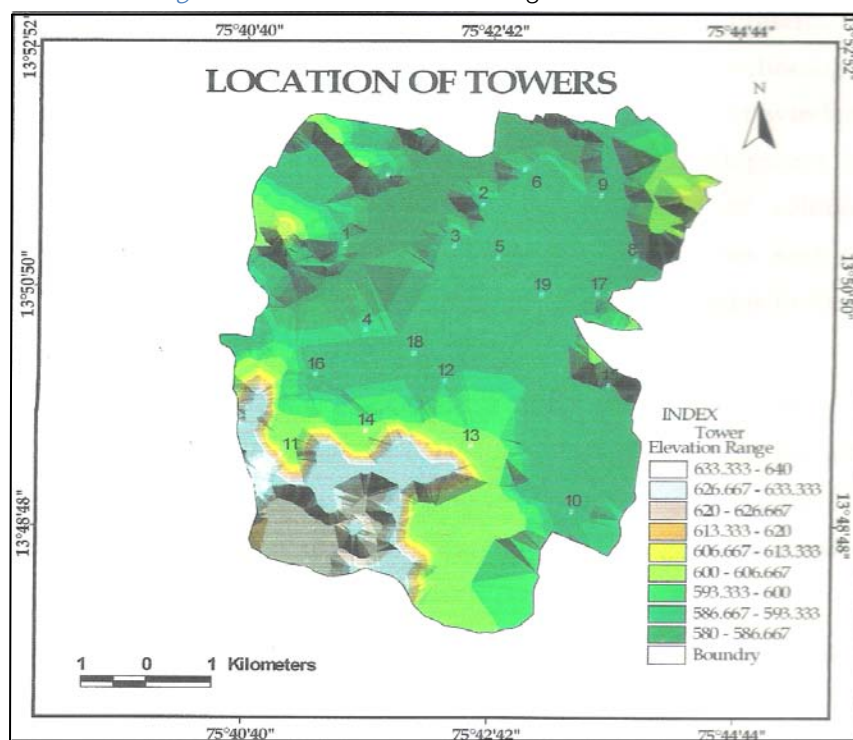 75°40'40" 75°42'42" 75°44'44"
13°52'52" 13°52'52"
LOCATION OF TOWERS
N
2 6 9
1 3 5 8
19 17
13°50'50" 13°50'50"
4
18
16 12
14
11 13
10
13°48'48" 13°48'48"
INDEX
Tower
Elevation Range
633.333 - 640
626.667 - 633.333
620 - 626.667
613.333 - 620
606.667 - 613.333
600 - 606.667
593.333 - 600
586.667 - 593.333
580 - 586.667
Boundry
1 0 1 Kilometers
75°40'40" 75°42'42" 75°44'44"